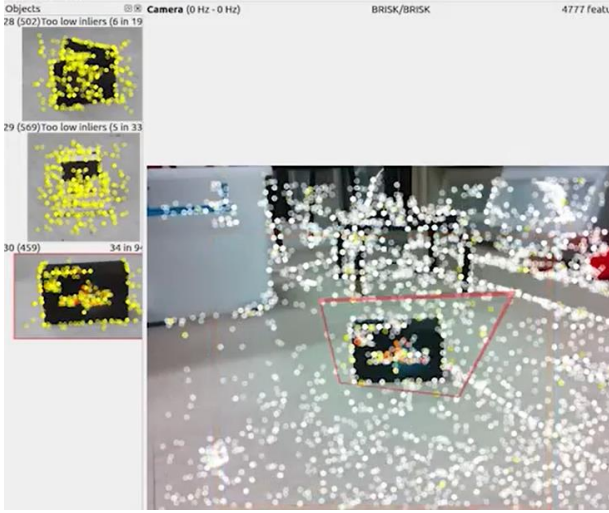 Objects
28 (502)Too low inliers (6 in 19
29 (569)Too low inliers (5 in 33
30 (459) 34 in 9
Camera (0 Hz - 0 Hz) BRISK/BRISK 4777 featu